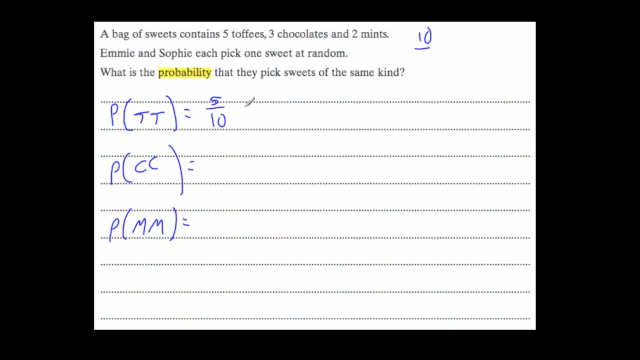 A bag of sweets contains 5 toffees, 3 chocolates and 2 mints. 10
Emmie and Sophie each pick one sweet at random.
What is the probability that they pick sweets of the same kind?
P(TT) = 5/10
P(CC) =
P(MM) =